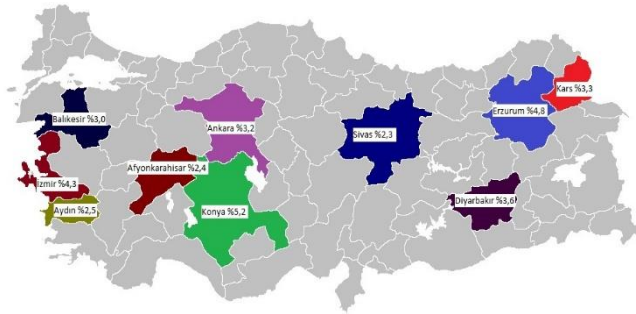 Kars %3,3
Erzurum %4,8
Balıkesir %3,0
Ankara %3,2
Sivas %2,3
Afyonkarahisar %2,4
İzmir %4,3
Diyarbakır %3,6
Aydın %2,5
Konya %5,2